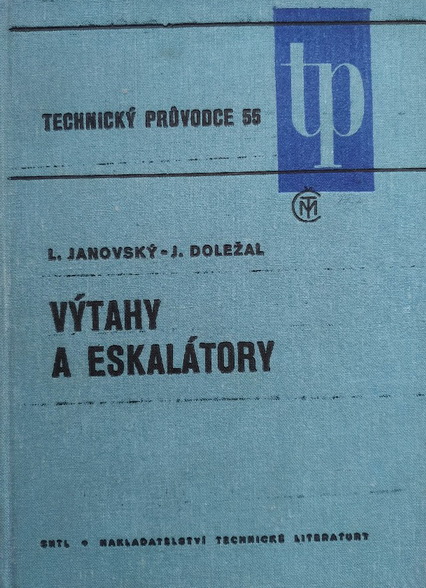 tp
TECHNICKÝ PRŮVODCE 55
L. JANOVSKÝ - J. DOLEŽAL
VÝTAHY
A ESKALÁTORY
SNTL • NAKLADATELSTVÍ TECHNICKÉ LITERATURY